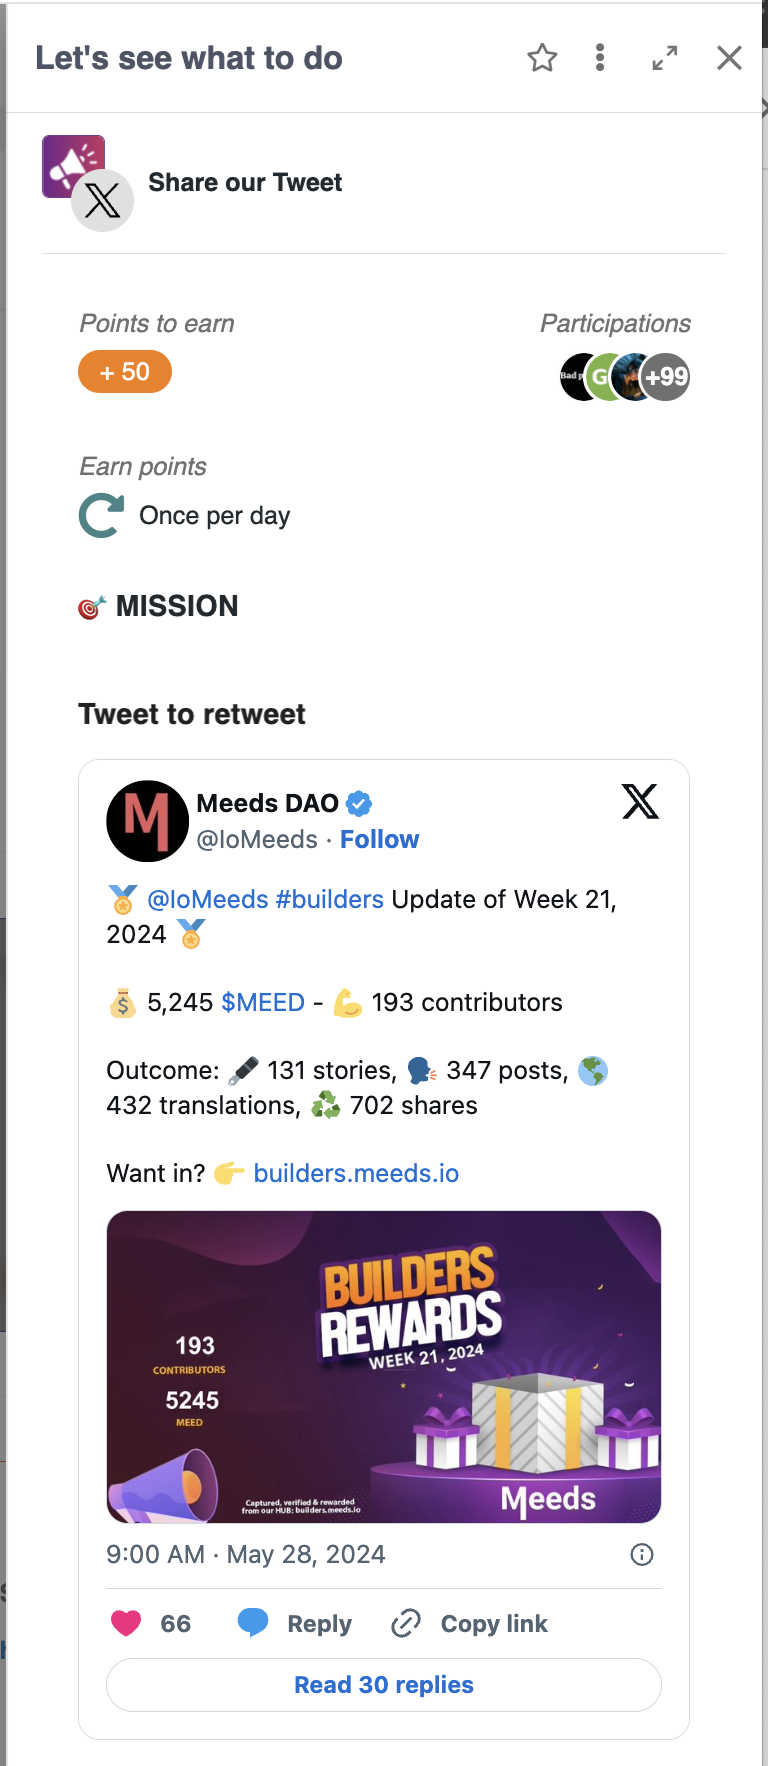 Let's see what to do
Share our Tweet
Points to earn
Participations
+ 50
Bad p
G
+99
Earn points
Once per day
🎯 MISSION
Tweet to retweet
M
Meeds DAO
@IoMeeds · Follow
🏅 @IoMeeds #builders Update of Week 21,
2024 🏅
💰 5,245 $MEED - 💪 193 contributors
Outcome: 🖋️ 131 stories, 🗣️ 347 posts, 🌎
432 translations, ♻️ 702 shares
Want in? 👉 builders.meeds.io
BUILDERS
REWARDS
WEEK 21, 2024
193
CONTRIBUTORS
5245
MEED
Captured, verified & rewarded
from our HUB: builders.meeds.io
Meeds
9:00 AM · May 28, 2024
66
Reply
Copy link
Read 30 replies